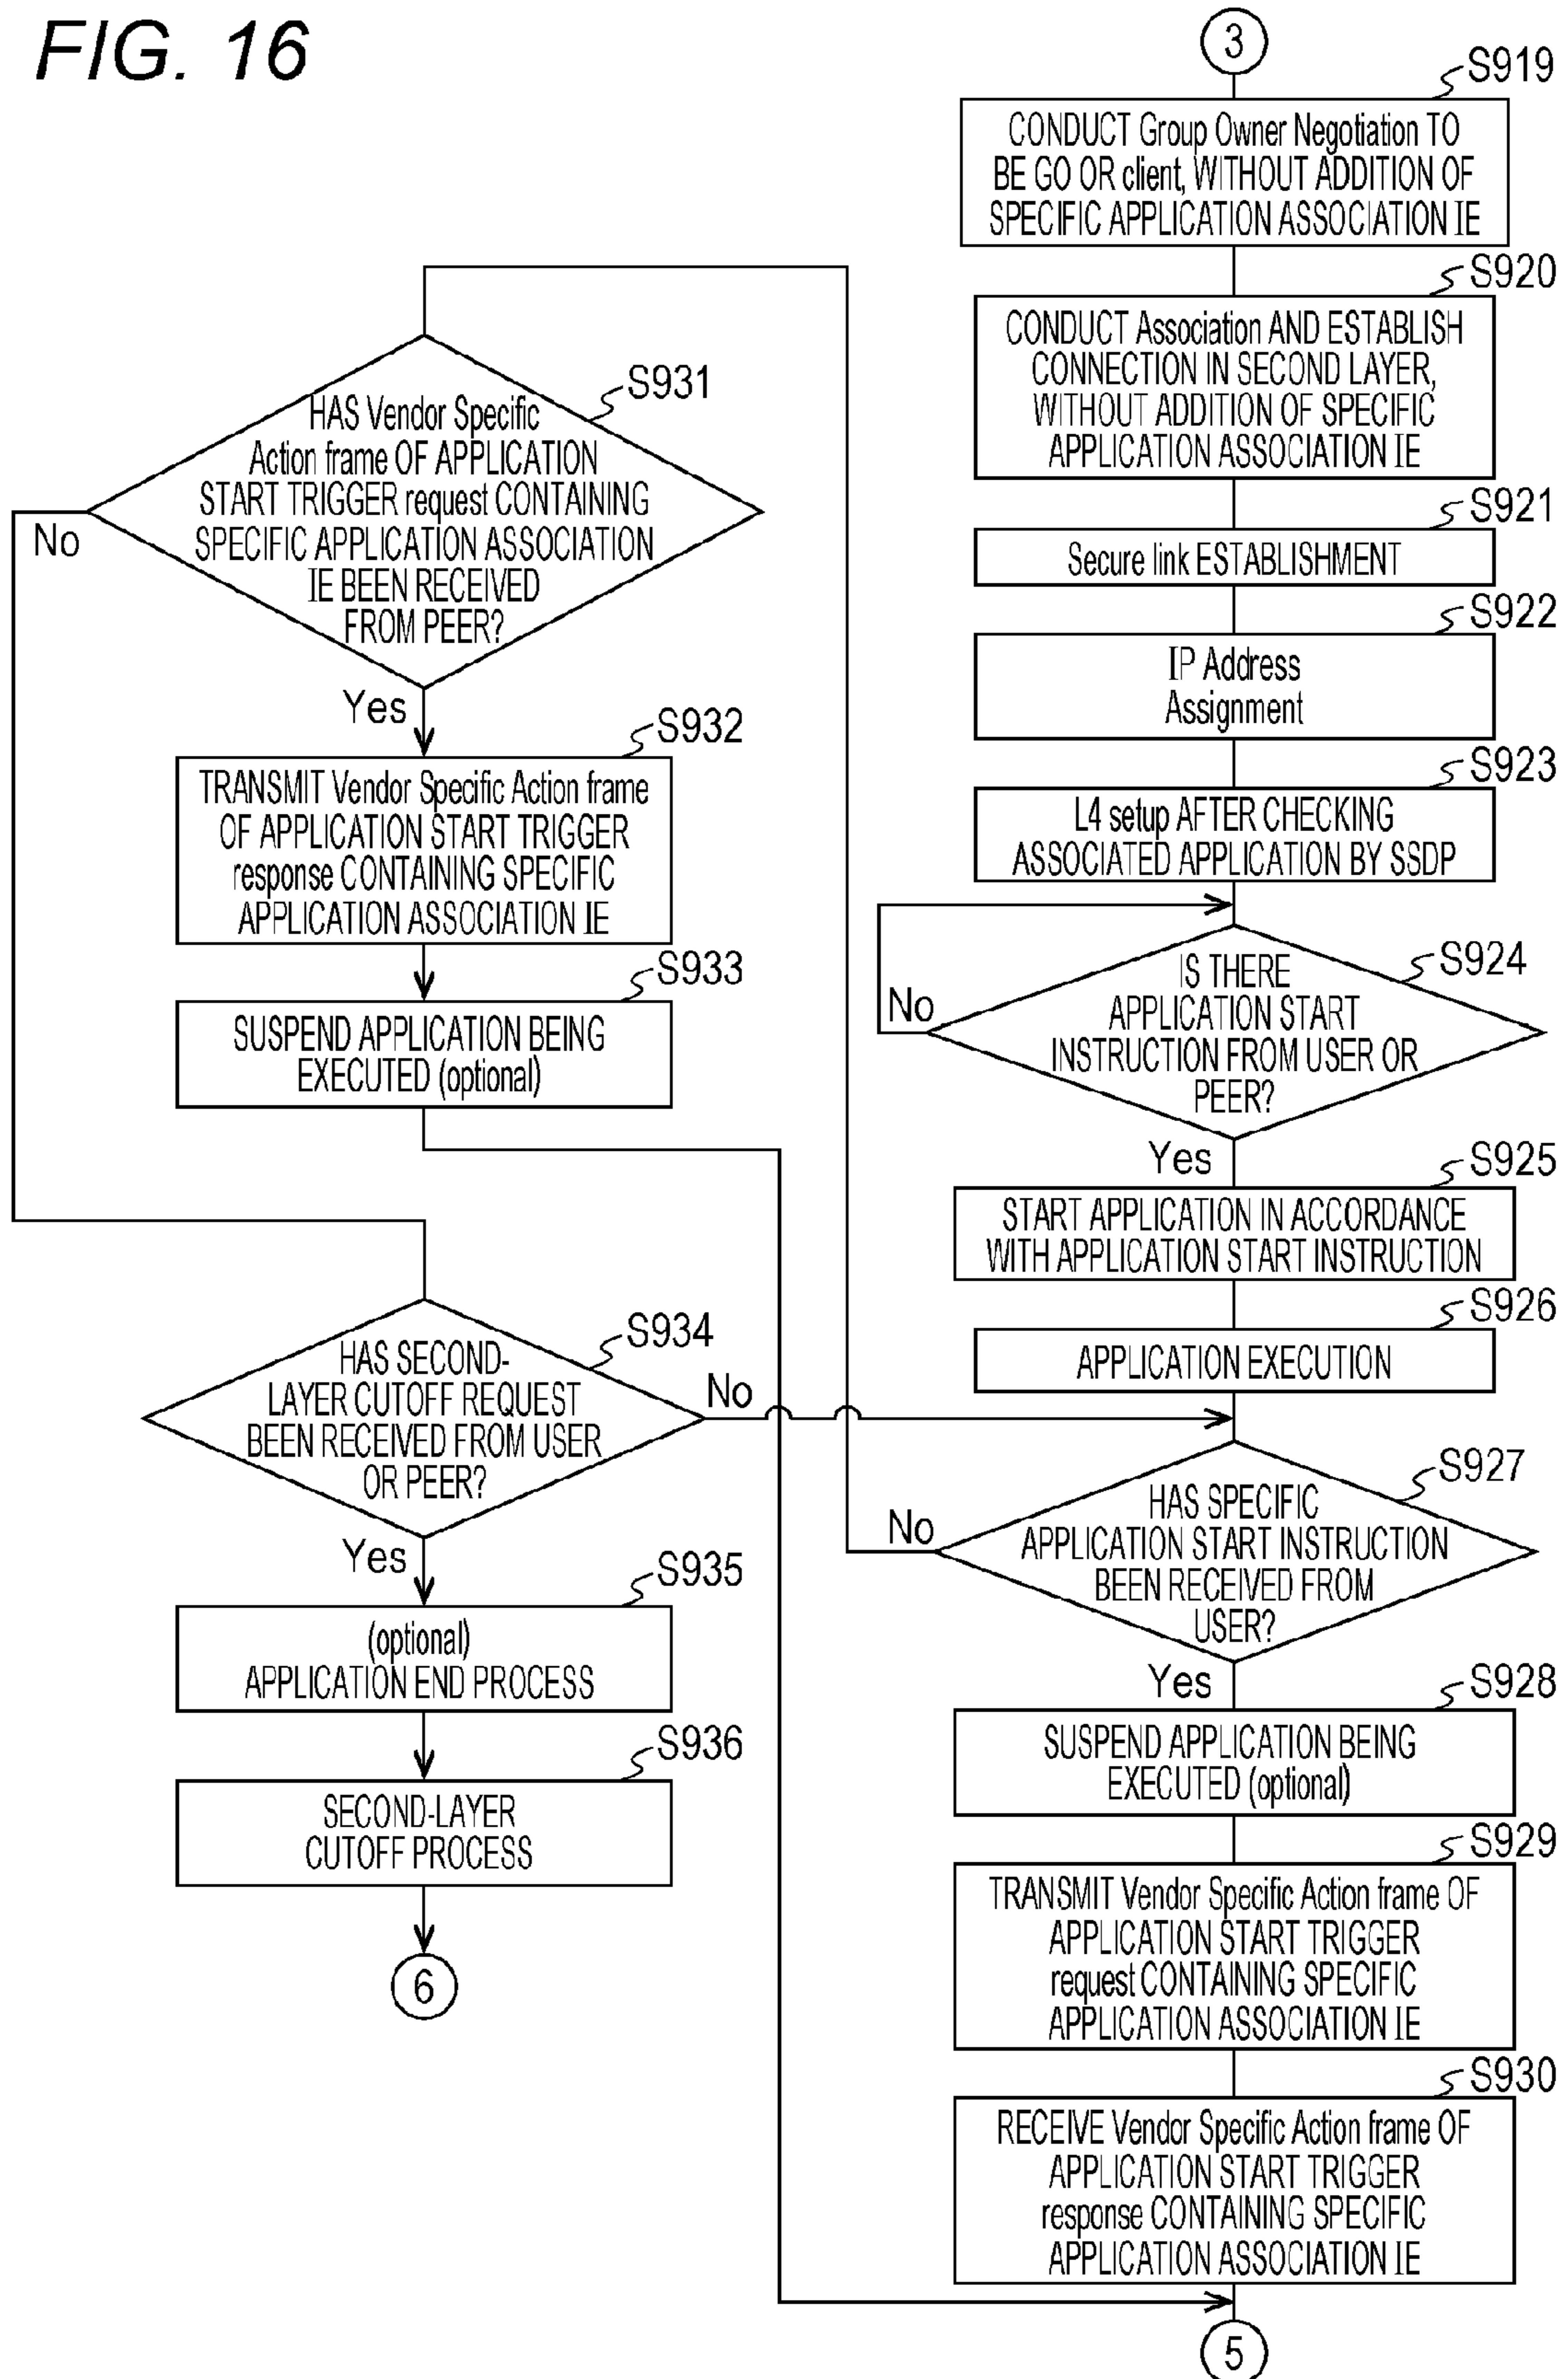 FIG. 16
3
S919
CONDUCT Group Owner Negotiation TO
BE GO OR client, WITHOUT ADDITION OF
SPECIFIC APPLICATION ASSOCIATION IE
S920
CONDUCT Association AND ESTABLISH
CONNECTION IN SECOND LAYER,
WITHOUT ADDITION OF SPECIFIC
APPLICATION ASSOCIATION IE
S921
Secure link ESTABLISHMENT
S922
IP Address
Assignment
S923
L4 setup AFTER CHECKING
ASSOCIATED APPLICATION BY SSDP
S924
IS THERE
APPLICATION START
INSTRUCTION FROM USER OR
PEER?
No
Yes
S925
START APPLICATION IN ACCORDANCE
WITH APPLICATION START INSTRUCTION
S926
APPLICATION EXECUTION
S927
HAS SPECIFIC
APPLICATION START INSTRUCTION
BEEN RECEIVED FROM
USER?
No
Yes
S928
SUSPEND APPLICATION BEING
EXECUTED (optional)
S929
TRANSMIT Vendor Specific Action frame OF
APPLICATION START TRIGGER
request CONTAINING SPECIFIC
APPLICATION ASSOCIATION IE
S930
RECEIVE Vendor Specific Action frame OF
APPLICATION START TRIGGER
response CONTAINING SPECIFIC
APPLICATION ASSOCIATION IE
5
S931
HAS Vendor Specific
Action frame OF APPLICATION
START TRIGGER request CONTAINING
SPECIFIC APPLICATION ASSOCIATION
IE BEEN RECEIVED
FROM PEER?
No
Yes
S932
TRANSMIT Vendor Specific Action frame
OF APPLICATION START TRIGGER
response CONTAINING SPECIFIC
APPLICATION ASSOCIATION IE
S933
SUSPEND APPLICATION BEING
EXECUTED (optional)
S934
HAS SECOND-
LAYER CUTOFF REQUEST
BEEN RECEIVED FROM USER
OR PEER?
No
Yes
S935
(optional)
APPLICATION END PROCESS
S936
SECOND-LAYER
CUTOFF PROCESS
6